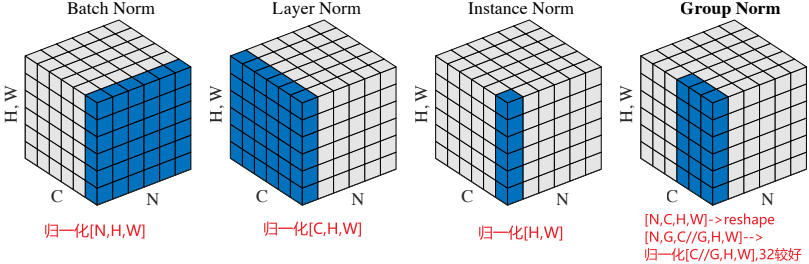 Batch Norm
Layer Norm
Instance Norm
Group Norm
H, W
C
N
H, W
C
N
H, W
C
N
H, W
C
N
归一化[N,H,W]
归一化[C,H,W]
归一化[H,W]
[N,C,H,W]->reshape
[N,G,C//G,H,W]-->
归一化[C//G,H,W],32较好